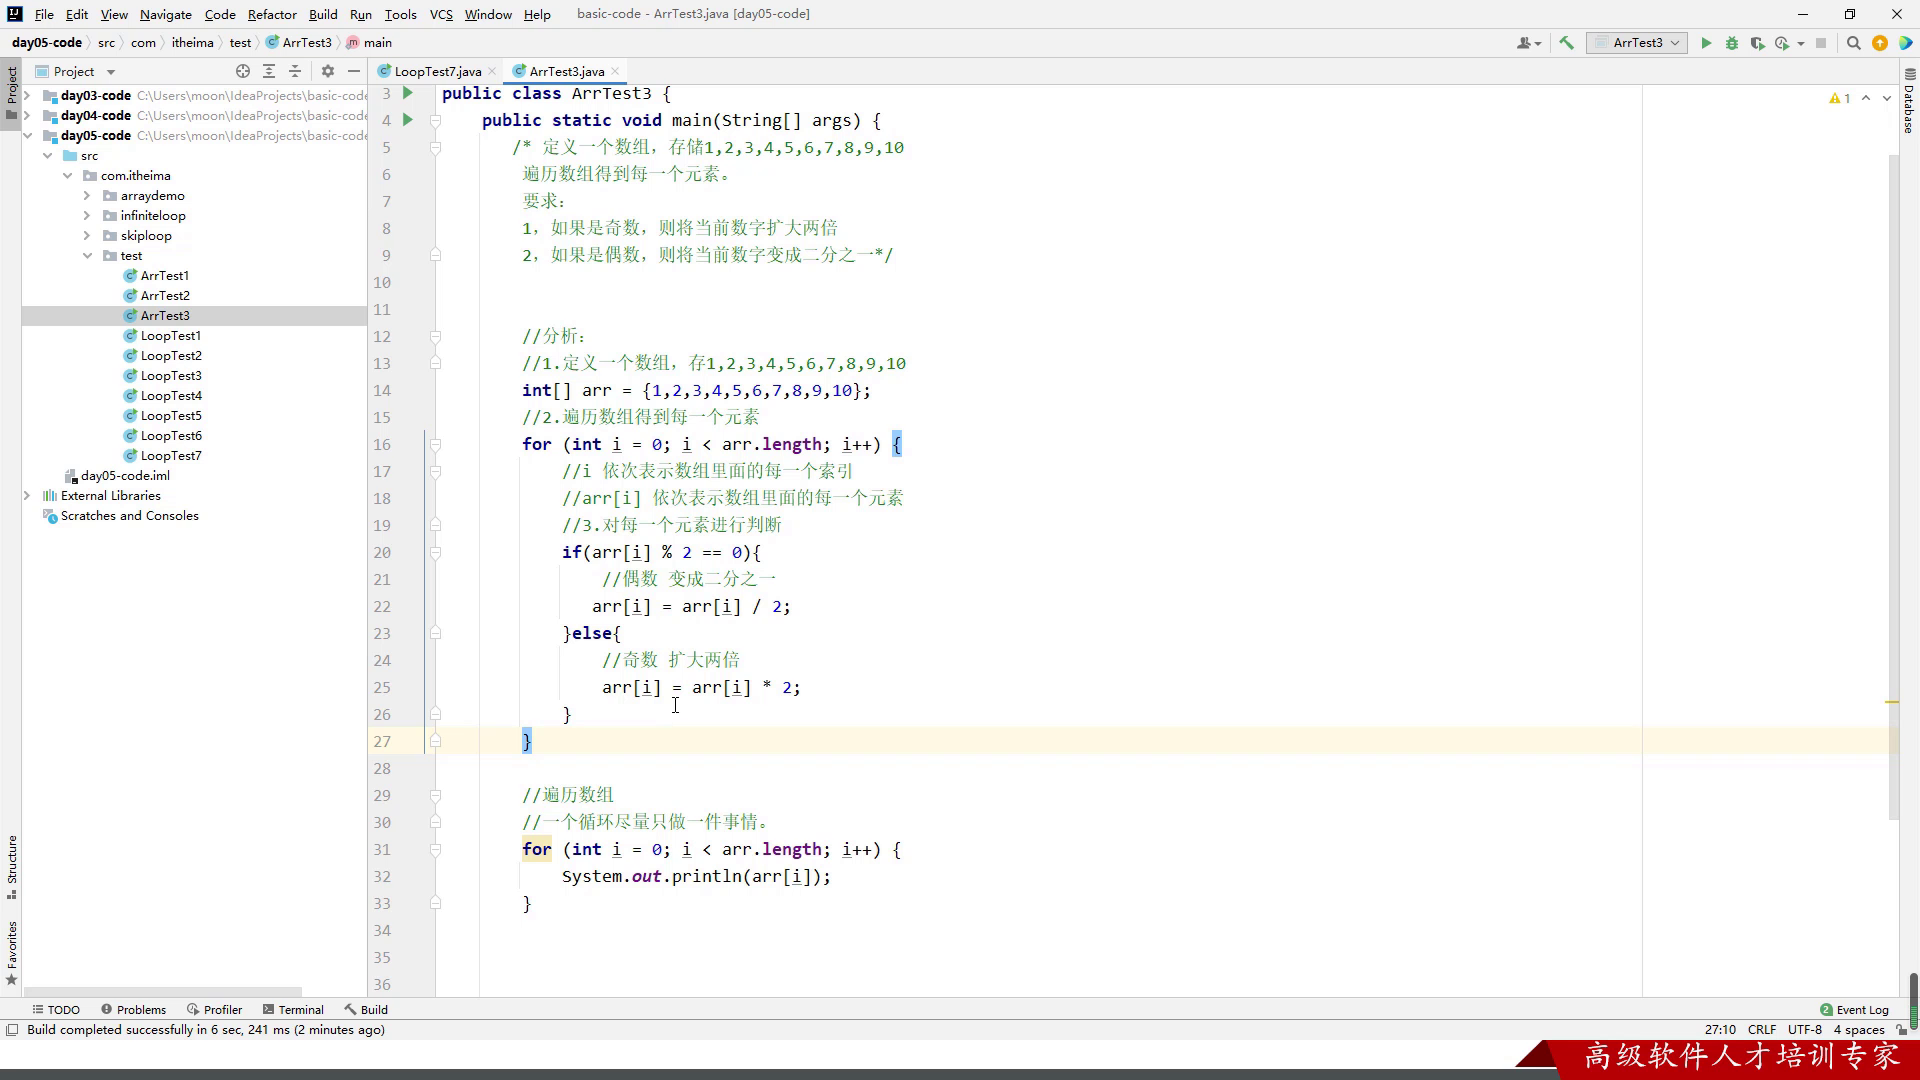 File Edit View Navigate Code Refactor Build Run Tools VCS Window Help basic-code - ArrTest3.java [day05-code]
day05-code src com itheima test ArrTest3 main ArrTest3
Project LoopTest7.java ArrTest3.java
day03-code C:\Users\moon\IdeaProjects\basic-code
day04-code C:\Users\moon\IdeaProjects\basic-code
day05-code C:\Users\moon\IdeaProjects\basic-code
src
com.itheima
arraydemo
infiniteloop
skiploop
test
ArrTest1
ArrTest2
ArrTest3
LoopTest1
LoopTest2
LoopTest3
LoopTest4
LoopTest5
LoopTest6
LoopTest7
day05-code.iml
External Libraries
Scratches and Consoles
Project
Structure
Favorites
Database
1
3 public class ArrTest3 {
4 public static void main(String[] args) {
5 /* 定义一个数组，存储1,2,3,4,5,6,7,8,9,10
6 遍历数组得到每一个元素。
7 要求：
8 1，如果是奇数，则将当前数字扩大两倍
9 2，如果是偶数，则将当前数字变成二分之一*/
10
11
12 //分析：
13 //1.定义一个数组，存1,2,3,4,5,6,7,8,9,10
14 int[] arr = {1,2,3,4,5,6,7,8,9,10};
15 //2.遍历数组得到每一个元素
16 for (int i = 0; i < arr.length; i++) {
17 //i 依次表示数组里面的每一个索引
18 //arr[i] 依次表示数组里面的每一个元素
19 //3.对每一个元素进行判断
20 if(arr[i] % 2 == 0){
21 //偶数 变成二分之一
22 arr[i] = arr[i] / 2;
23 }else{
24 //奇数 扩大两倍
25 arr[i] = arr[i] * 2;
26 }
27 }
28
29 //遍历数组
30 //一个循环尽量只做一件事情。
31 for (int i = 0; i < arr.length; i++) {
32 System.out.println(arr[i]);
33 }
34
35
36
TODO Problems Profiler Terminal Build 2 Event Log
Build completed successfully in 6 sec, 241 ms (2 minutes ago) 27:10 CRLF UTF-8 4 spaces
高级软件人才培训专家